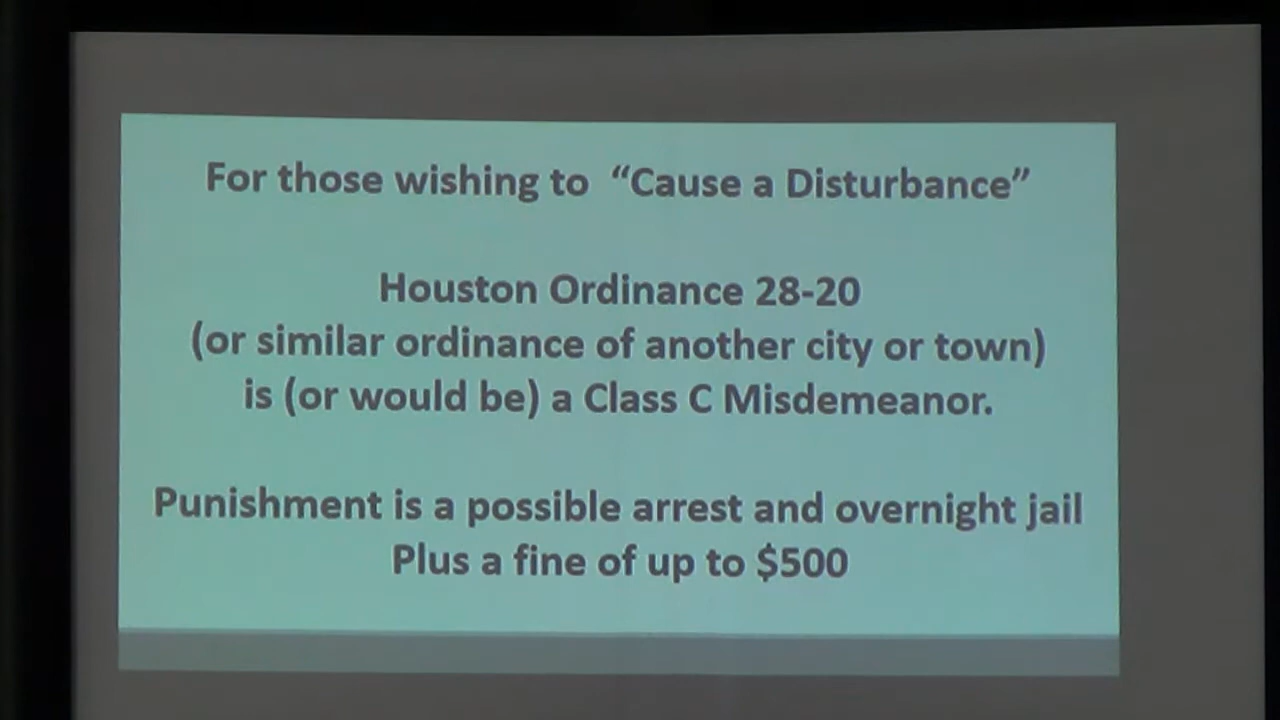 For those wishing to “Cause a Disturbance”
Houston Ordinance 28-20
(or similar ordinance of another city or town)
is (or would be) a Class C Misdemeanor.
Punishment is a possible arrest and overnight jail
Plus a fine of up to $500